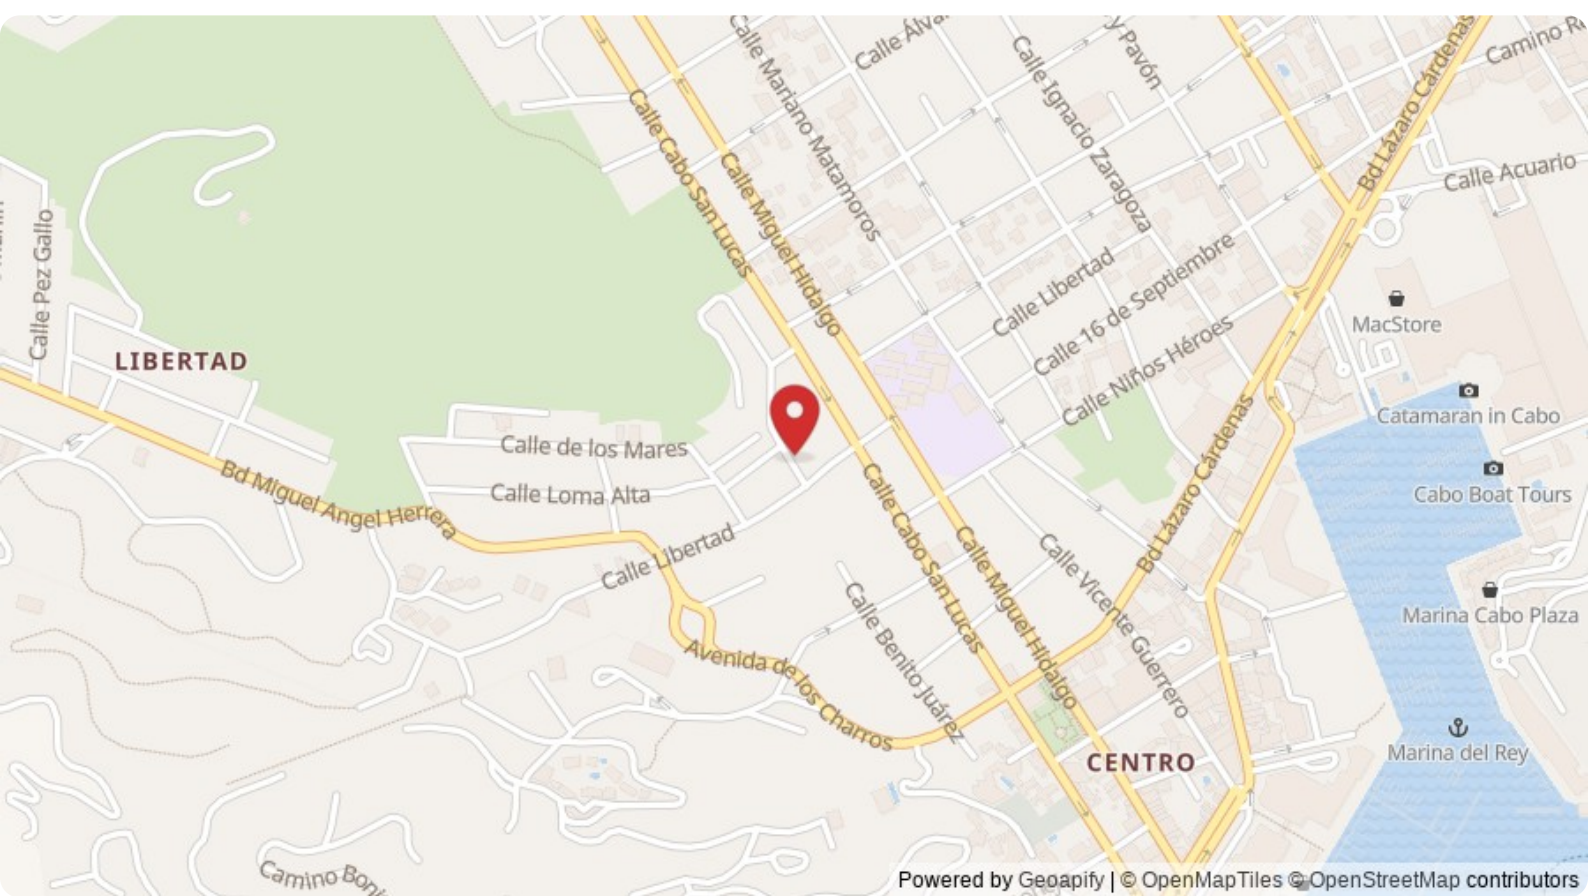 Calle Mariano Matamoros
Calle Álva
Calle Ignacio Zaragoza
y Pavón
Bd Lázaro Cárdenas
Camino R
Calle Acuario
Calle Cabo San Lucas
Calle Miguel Hidalgo
Calle Pez Gallo
LIBERTAD
Calle Libertad
Calle 16 de Septiembre
Calle Niños Héroes
MacStore
Catamaran in Cabo
Cabo Boat Tours
Calle de los Mares
Calle Loma Alta
Bd Miguel Angel Herrera
Calle Libertad
Calle Cabo San Lucas
Calle Miguel Hidalgo
Calle Vicente Guerrero
Bd Lázaro Cárdenas
Marina Cabo Plaza
Calle Benito Juárez
Avenida de los Charros
Marina del Rey
CENTRO
Camino Boni
Powered by Geoapify | © OpenMapTiles © OpenStreetMap contributors